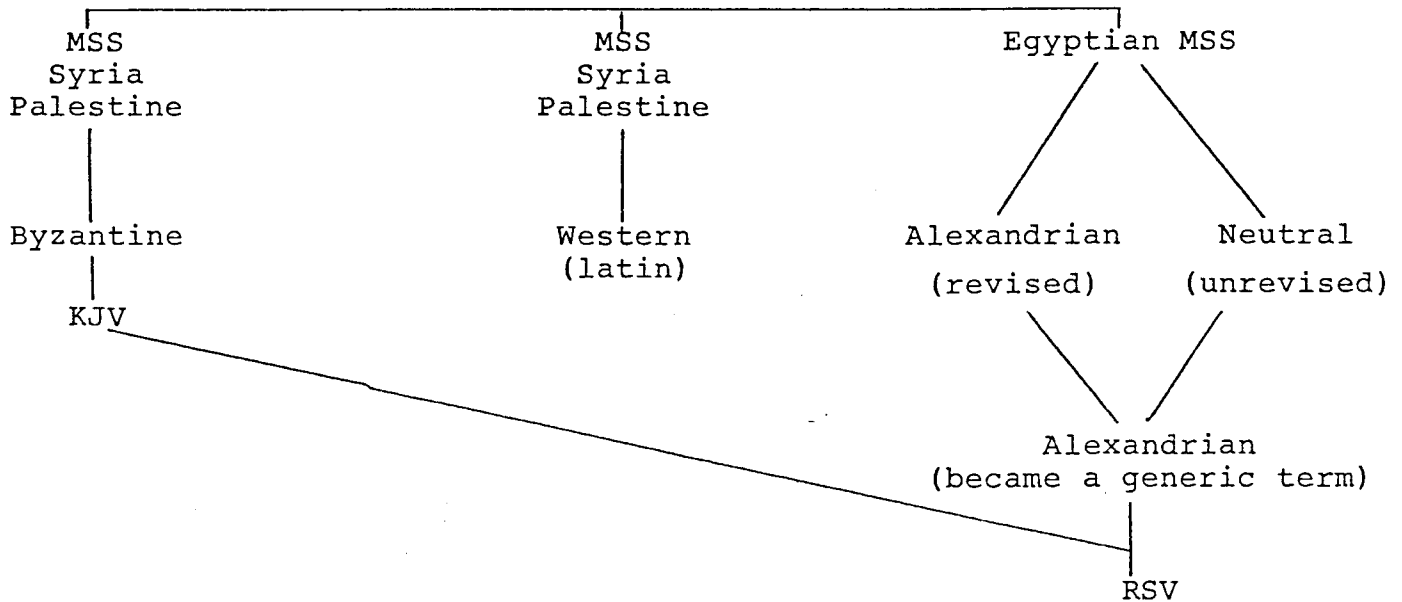 MSS
Syria
Palestine
MSS
Syria
Palestine
Egyptian MSS
Byzantine
Western
(latin)
Alexandrian
(revised)
Neutral
(unrevised)
KJV
Alexandrian
(became a generic term)
RSV